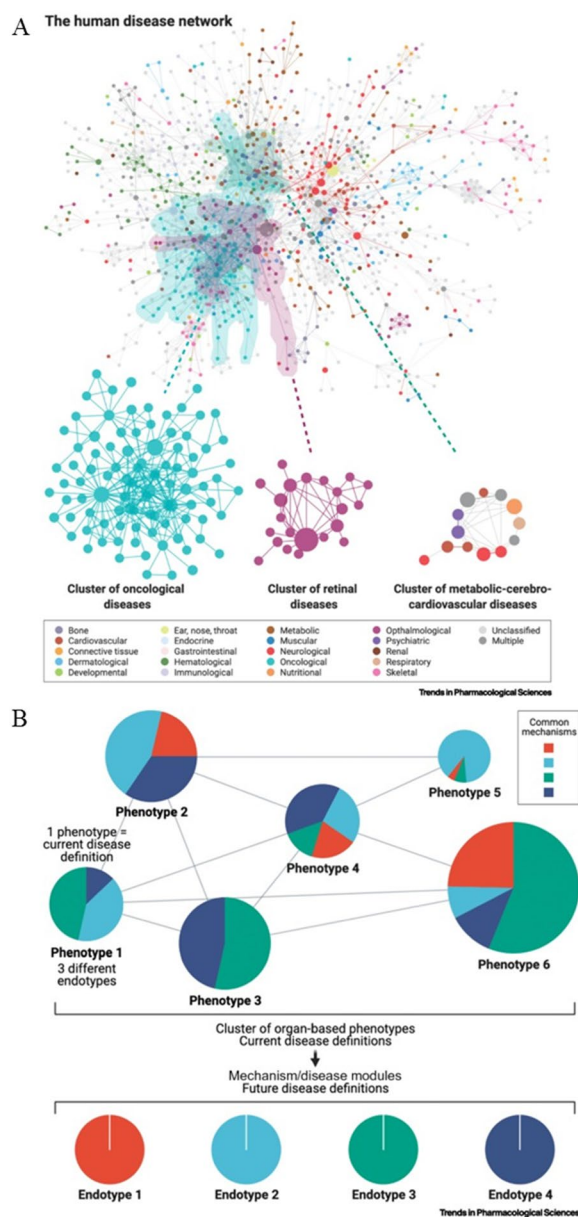 A
The human disease network
Cluster of oncological
diseases
Cluster of retinal
diseases
Cluster of metabolic-cerebro-
cardiovascular diseases
Bone
Cardiovascular
Connective tissue
Dermatological
Developmental
Ear, nose, throat
Endocrine
Gastrointestinal
Hematological
Immunological
Metabolic
Muscular
Neurological
Oncological
Nutritional
Opthalmological
Psychiatric
Renal
Respiratory
Skeletal
Unclassified
Multiple
Trends in Pharmacological Sciences
B
Common
mechanisms
Phenotype 2
Phenotype 5
1 phenotype =
current disease
definition
Phenotype 4
Phenotype 1
3 different
endotypes
Phenotype 3
Phenotype 6
Cluster of organ-based phenotypes
Current disease definitions
Mechanism/disease modules
Future disease definitions
Endotype 1
Endotype 2
Endotype 3
Endotype 4
Trends in Pharmacological Sciences